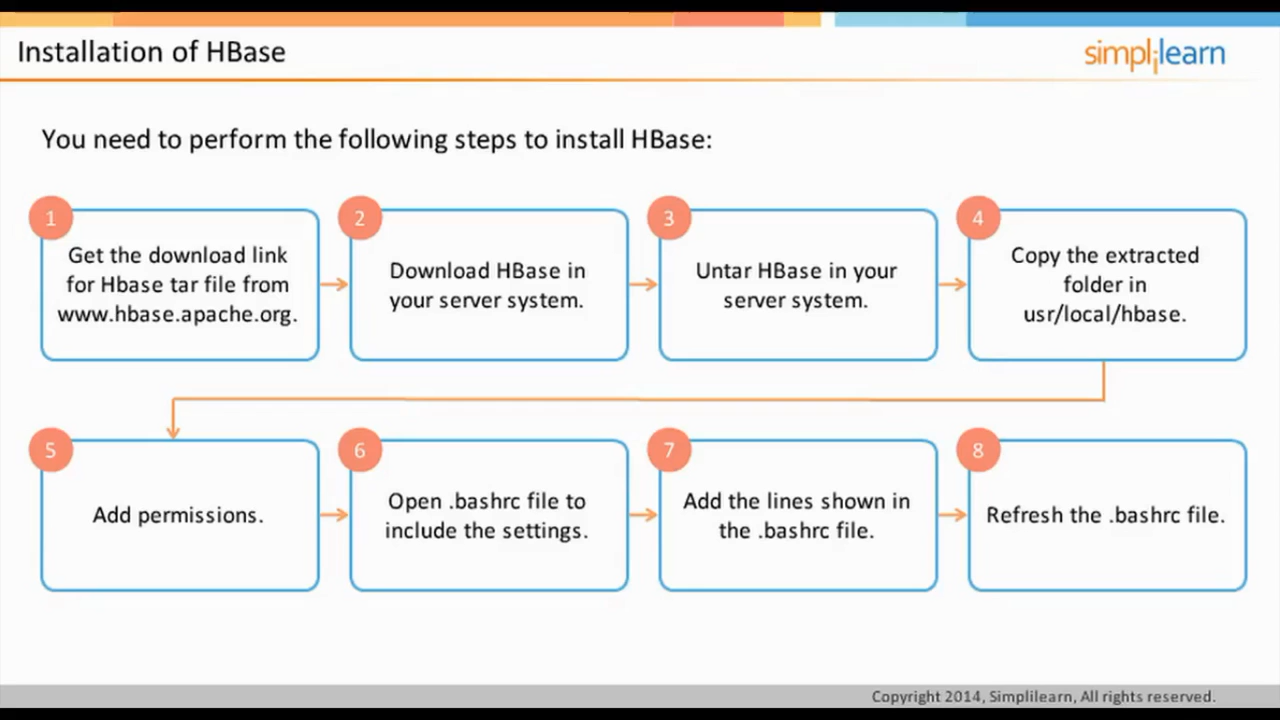 Installation of HBase
simplilearn
You need to perform the following steps to install HBase:
1
Get the download link
for Hbase tar file from
www.hbase.apache.org.
2
Download HBase in
your server system.
3
Untar HBase in your
server system.
4
Copy the extracted
folder in
usr/local/hbase.
5
Add permissions.
6
Open .bashrc file to
include the settings.
7
Add the lines shown in
the .bashrc file.
8
Refresh the .bashrc file.
Copyright 2014, Simplilearn, All rights reserved.